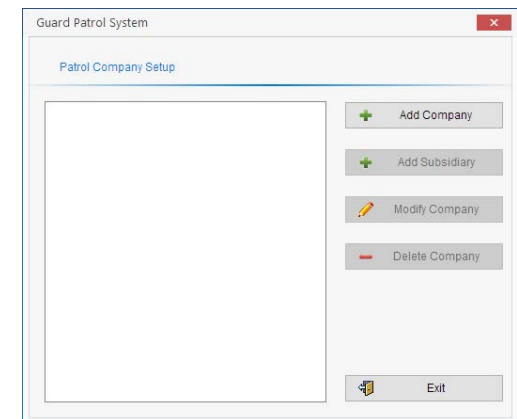 Guard Patrol System
Patrol Company Setup
Add Company
Add Subsidiary
Modify Company
Delete Company
Exit